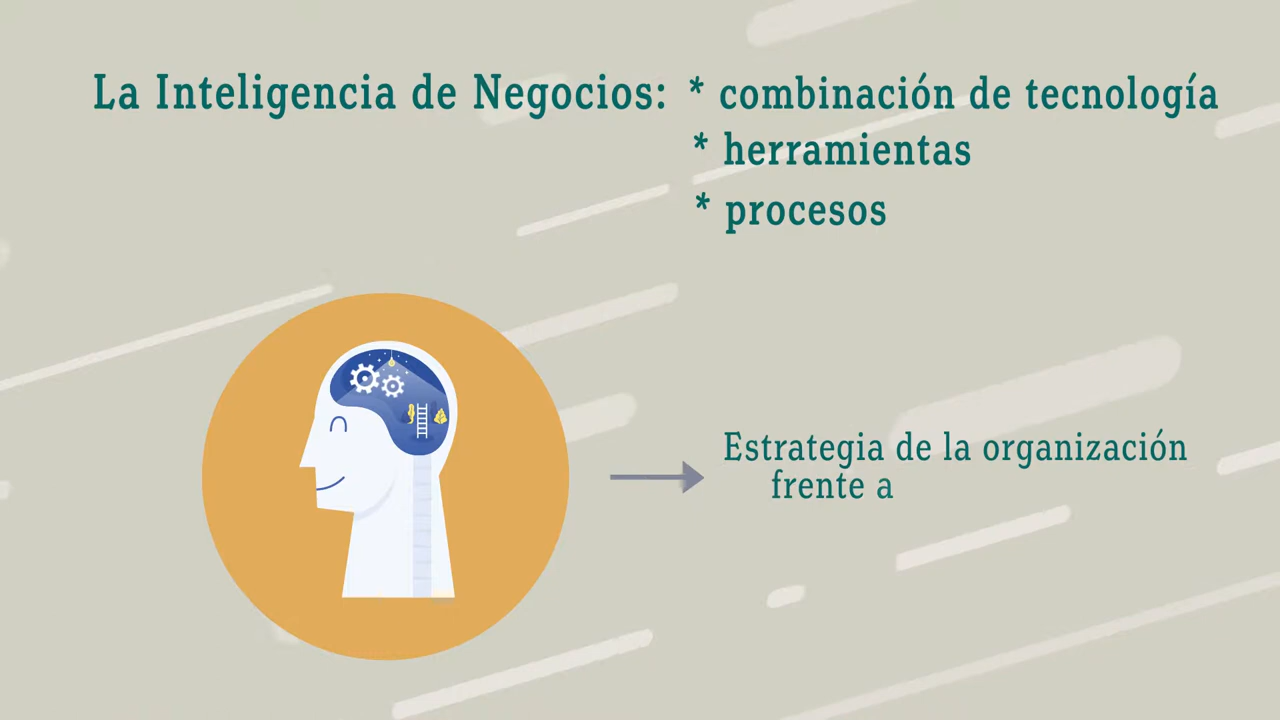 La Inteligencia de Negocios: * combinación de tecnología
* herramientas
* procesos
Estrategia de la organización
frente a